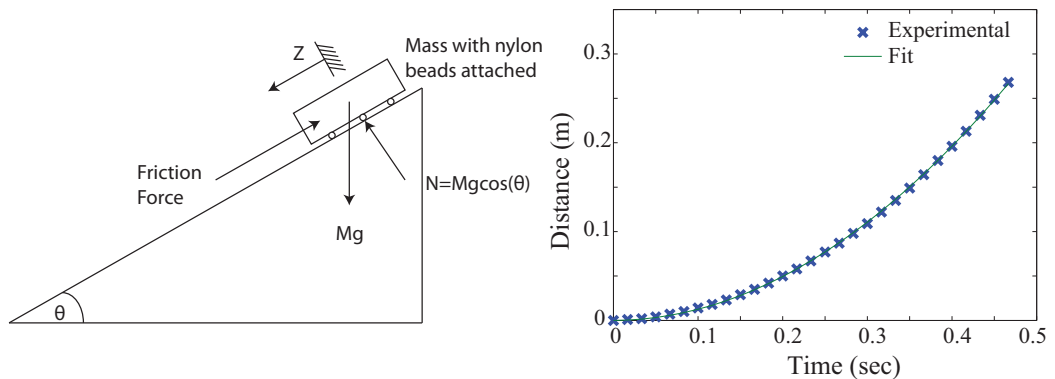 Z
Mass with nylon
beads attached
Friction
Force
N=Mgcos(θ)
Mg
θ
Experimental
Fit
Distance (m)
0.3
0.2
0.1
0
0 0.1 0.2 0.3 0.4 0.5
Time (sec)